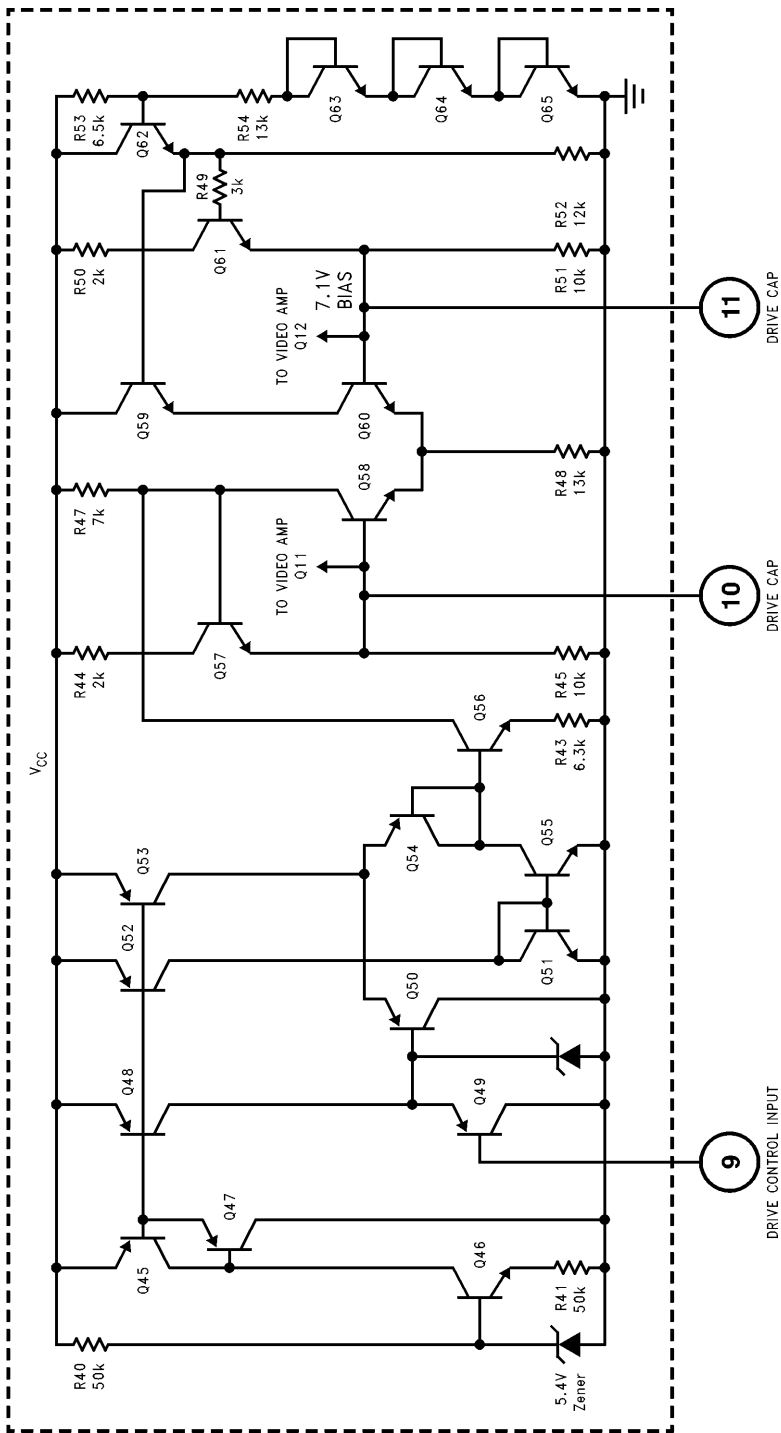 V_CC
R40
50k
5.4V
Zener
Q45
Q47
Q46
R41
50k
Q48
Q49
9
DRIVE CONTROL INPUT
Q50
Q52
Q51
Q53
Q54
Q55
Q56
R43
6.3k
R44
2k
Q57
R45
10k
10
DRIVE CAP
TO VIDEO AMP
Q11
R47
7k
Q58
R48
13k
Q59
Q60
TO VIDEO AMP
Q12
7.1V
BIAS
11
DRIVE CAP
R50
2k
Q61
R49
3k
R51
10k
R52
12k
Q62
R53
6.5k
R54
13k
Q63
Q64
Q65